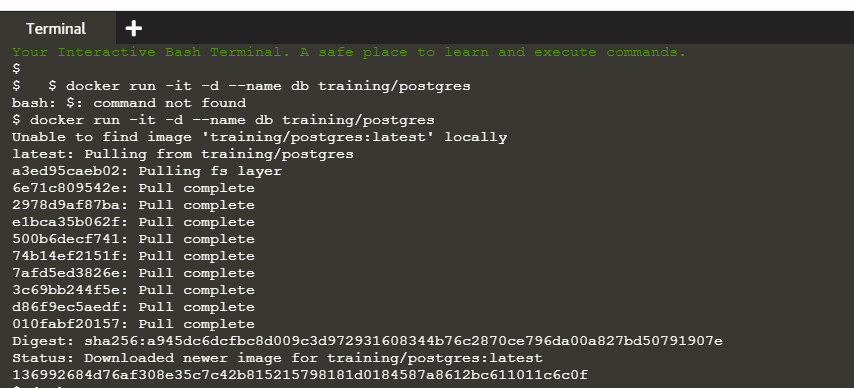 Terminal +
Your Interactive Bash Terminal. A safe place to learn and execute commands.
$
$   $ docker run -it -d --name db training/postgres
bash: $: command not found
$ docker run -it -d --name db training/postgres
Unable to find image 'training/postgres:latest' locally
latest: Pulling from training/postgres
a3ed95caeb02: Pulling fs layer
6e71c809542e: Pull complete
2978d9af87ba: Pull complete
e1bca35b062f: Pull complete
500b6decf741: Pull complete
74b14ef2151f: Pull complete
7afd5ed3826e: Pull complete
3c69bb244f5e: Pull complete
d86f9ec5aedf: Pull complete
010fabf20157: Pull complete
Digest: sha256:a945dc6dcfbc8d009c3d972931608344b76c2870ce796da00a827bd50791907e
Status: Downloaded newer image for training/postgres:latest
136992684d76af308e35c7c42b815215798181d0184587a8612bc611011c6c0f